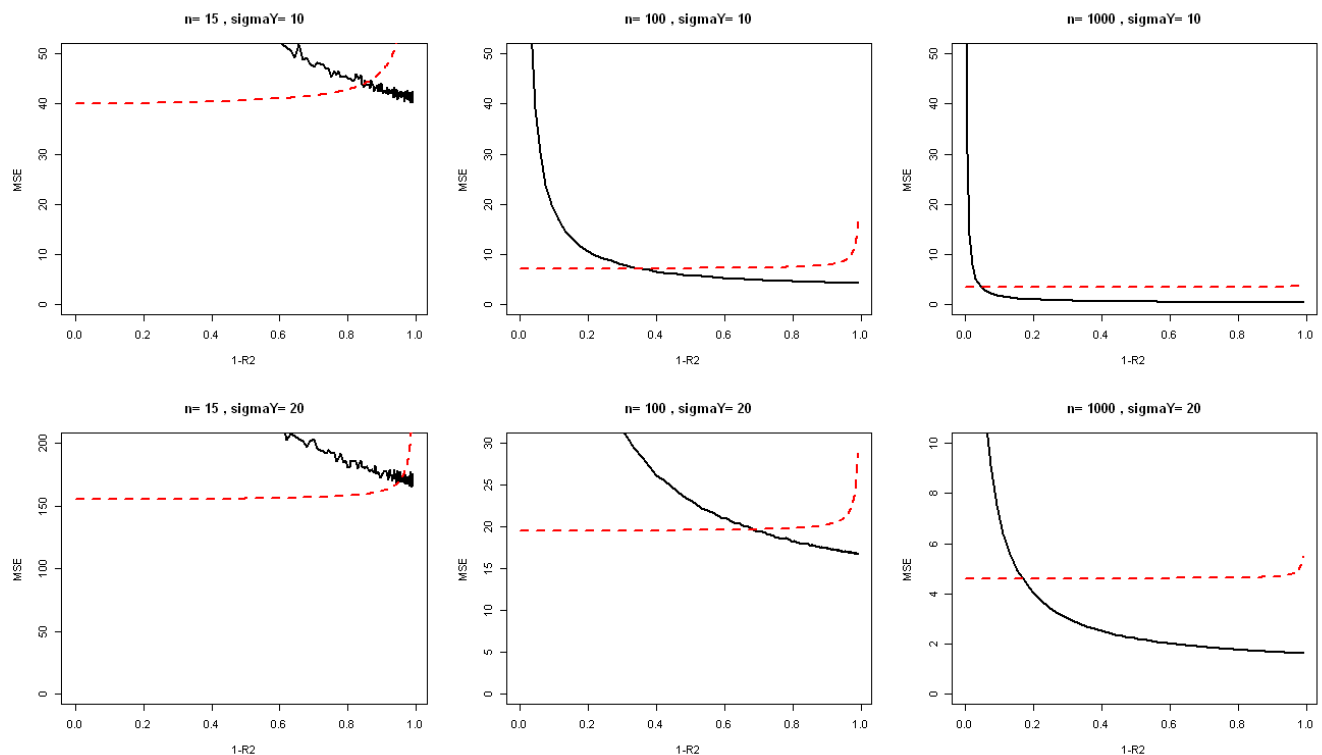 n= 15 , sigmaY= 10
MSE
0 10 20 30 40 50
0.0 0.2 0.4 0.6 0.8 1.0
1-R2
n= 100 , sigmaY= 10
MSE
0 10 20 30 40 50
0.0 0.2 0.4 0.6 0.8 1.0
1-R2
n= 1000 , sigmaY= 10
MSE
0 10 20 30 40 50
0.0 0.2 0.4 0.6 0.8 1.0
1-R2
n= 15 , sigmaY= 20
MSE
0 50 100 150 200
0.0 0.2 0.4 0.6 0.8 1.0
1-R2
n= 100 , sigmaY= 20
MSE
0 5 10 15 20 25 30
0.0 0.2 0.4 0.6 0.8 1.0
1-R2
n= 1000 , sigmaY= 20
MSE
0 2 4 6 8 10
0.0 0.2 0.4 0.6 0.8 1.0
1-R2